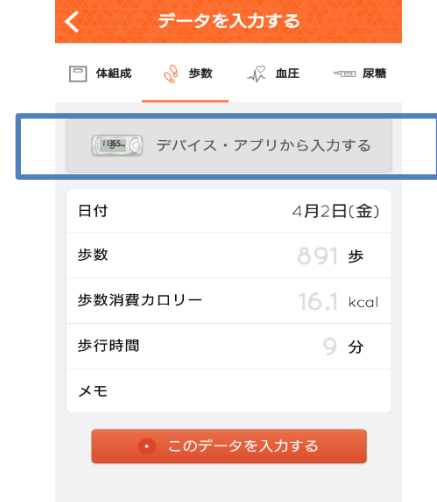 データを入力する
体組成 歩数 血圧 尿糖
デバイス・アプリから入力する
日付 4月2日(金)
歩数 891 歩
歩数消費カロリー 16.1 kcal
歩行時間 9 分
メモ
このデータを入力する